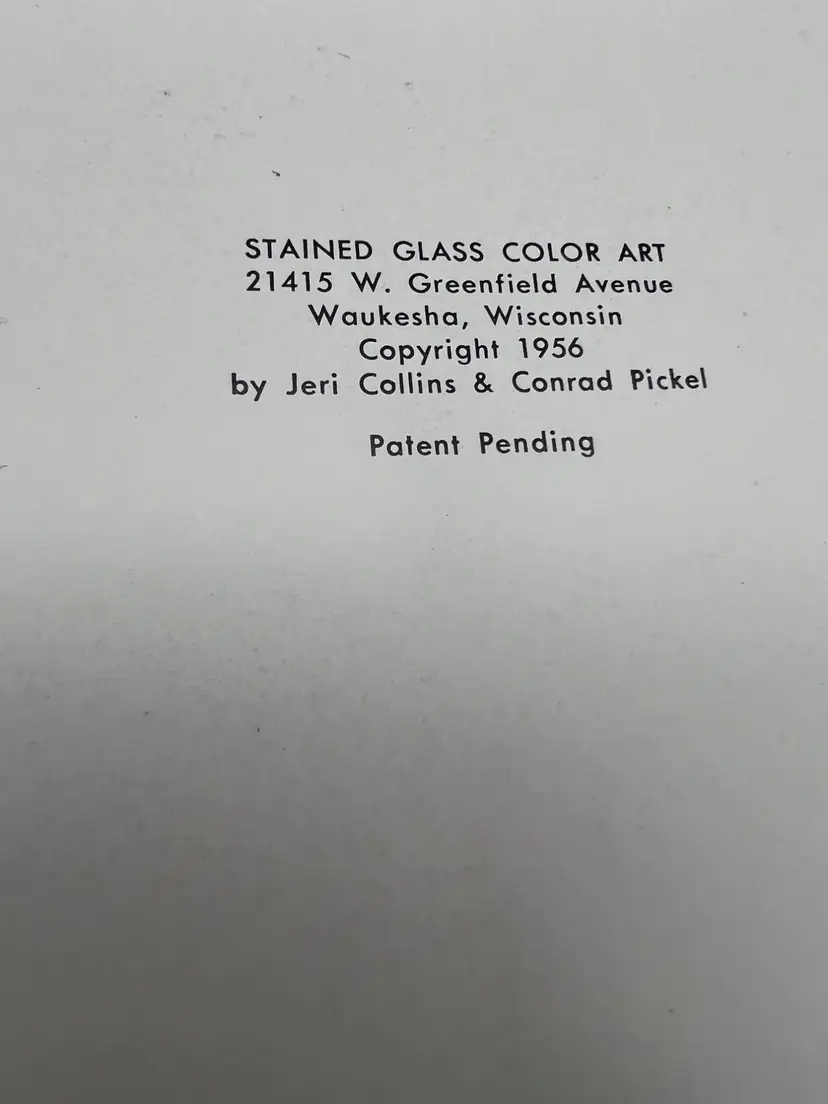 STAINED GLASS COLOR ART
21415 W. Greenfield Avenue
Waukesha, Wisconsin
Copyright 1956
by Jeri Collins & Conrad Pickel
Patent Pending